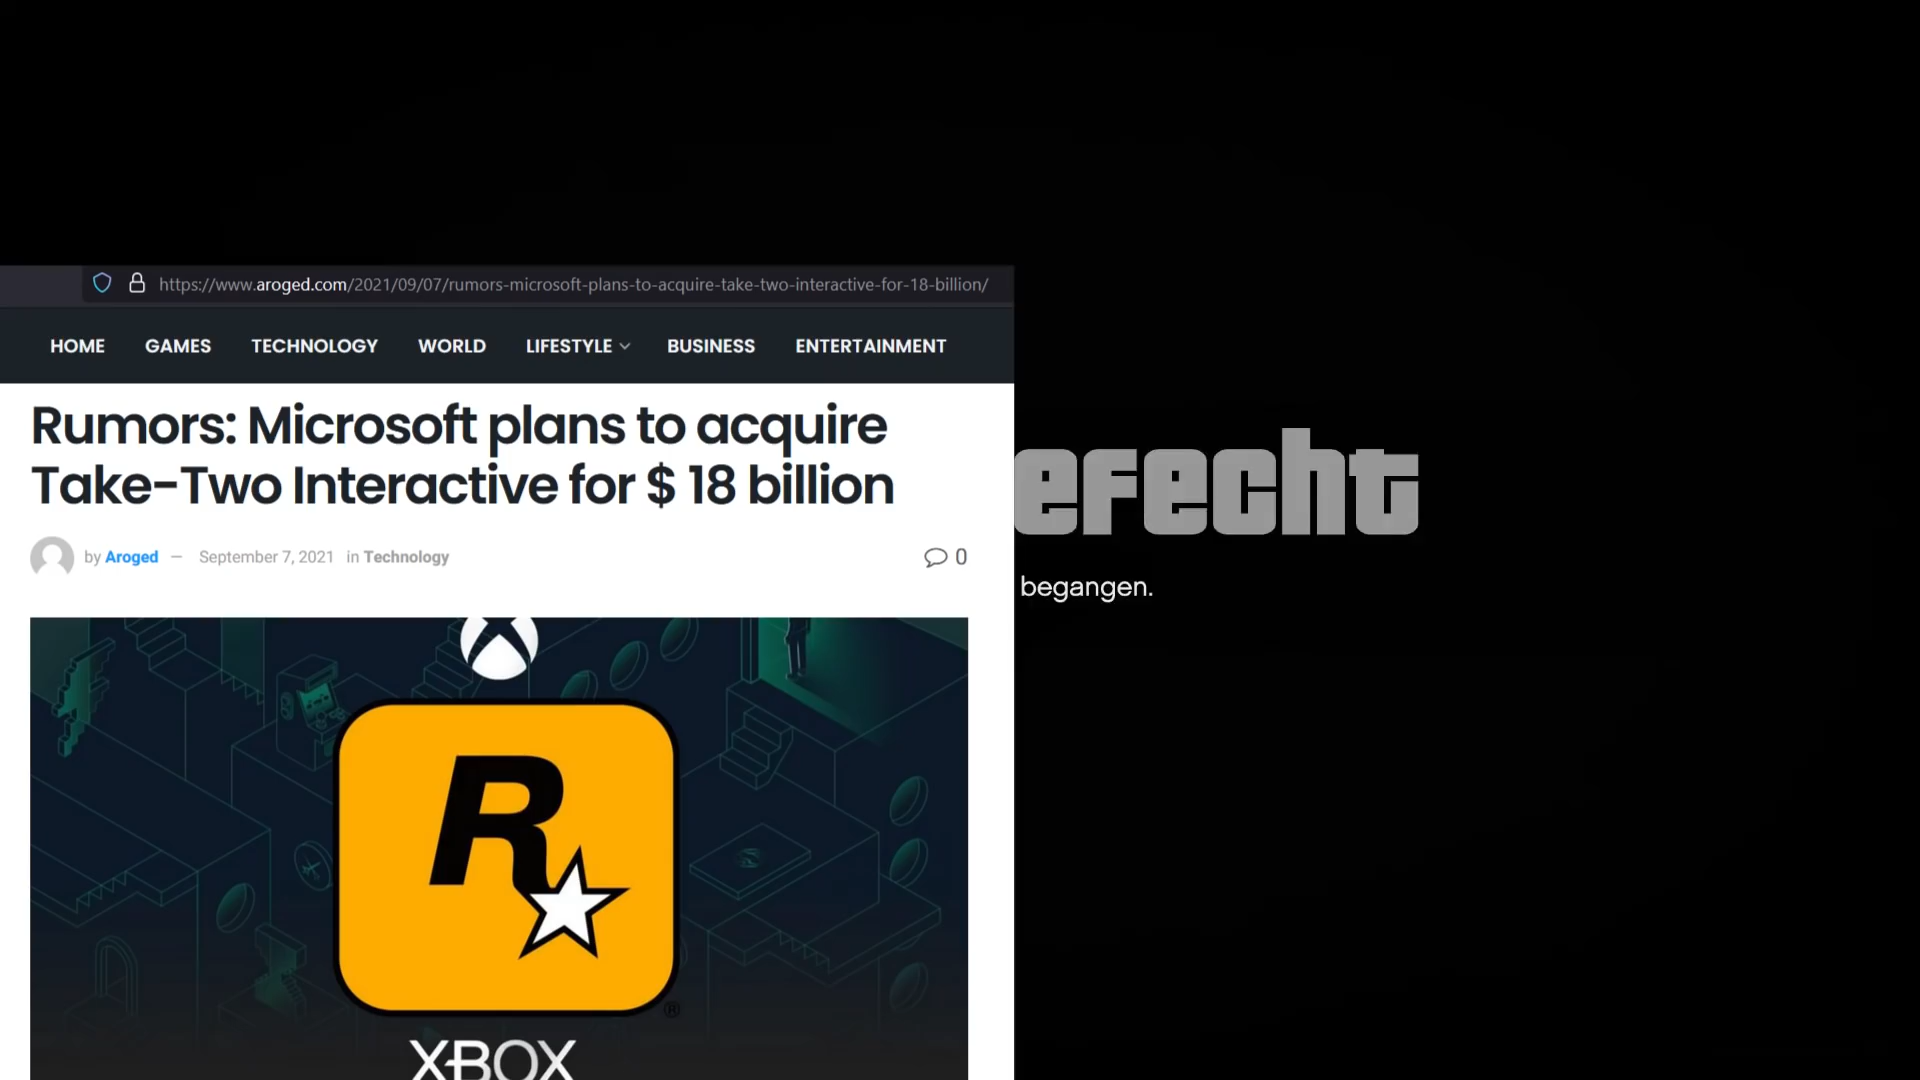 https://www.aroged.com/2021/09/07/rumors-microsoft-plans-to-acquire-take-two-interactive-for-18-billion/
HOME GAMES TECHNOLOGY WORLD LIFESTYLE BUSINESS ENTERTAINMENT
Rumors: Microsoft plans to acquire
Take-Two Interactive for $ 18 billion
by Aroged — September 7, 2021 in Technology 0
efecht
begangen.
R
®
XBOX